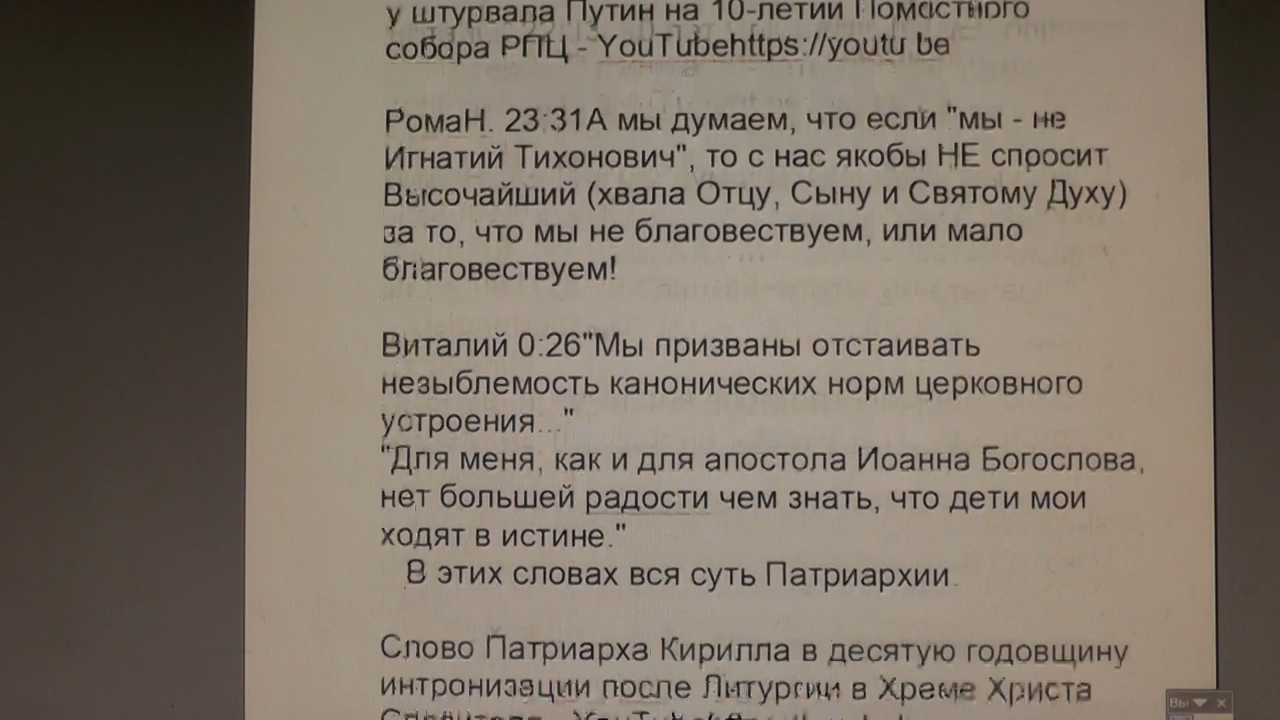 у штурвала Путин на 10-летии Поместного
собора РПЦ - YouTubehttps://youtu be
РомаН. 23:31А мы думаем, что если "мы - не
Игнатий Тихонович", то с нас якобы НЕ спросит
Высочайший (хвала Отцу, Сыну и Святому Духу)
за то, что мы не благовествуем, или мало
благовествуем!
Виталий 0:26"Мы призваны отстаивать
незыблемость канонических норм церковного
устроения..."
"Для меня, как и для апостола Иоанна Богослова,
нет большей радости чем знать, что дети мои
ходят в истине."
В этих словах вся суть Патриархии.
Слово Патриарха Кирилла в десятую годовщину
интронизации после Литургии в Храме Христа
Вы